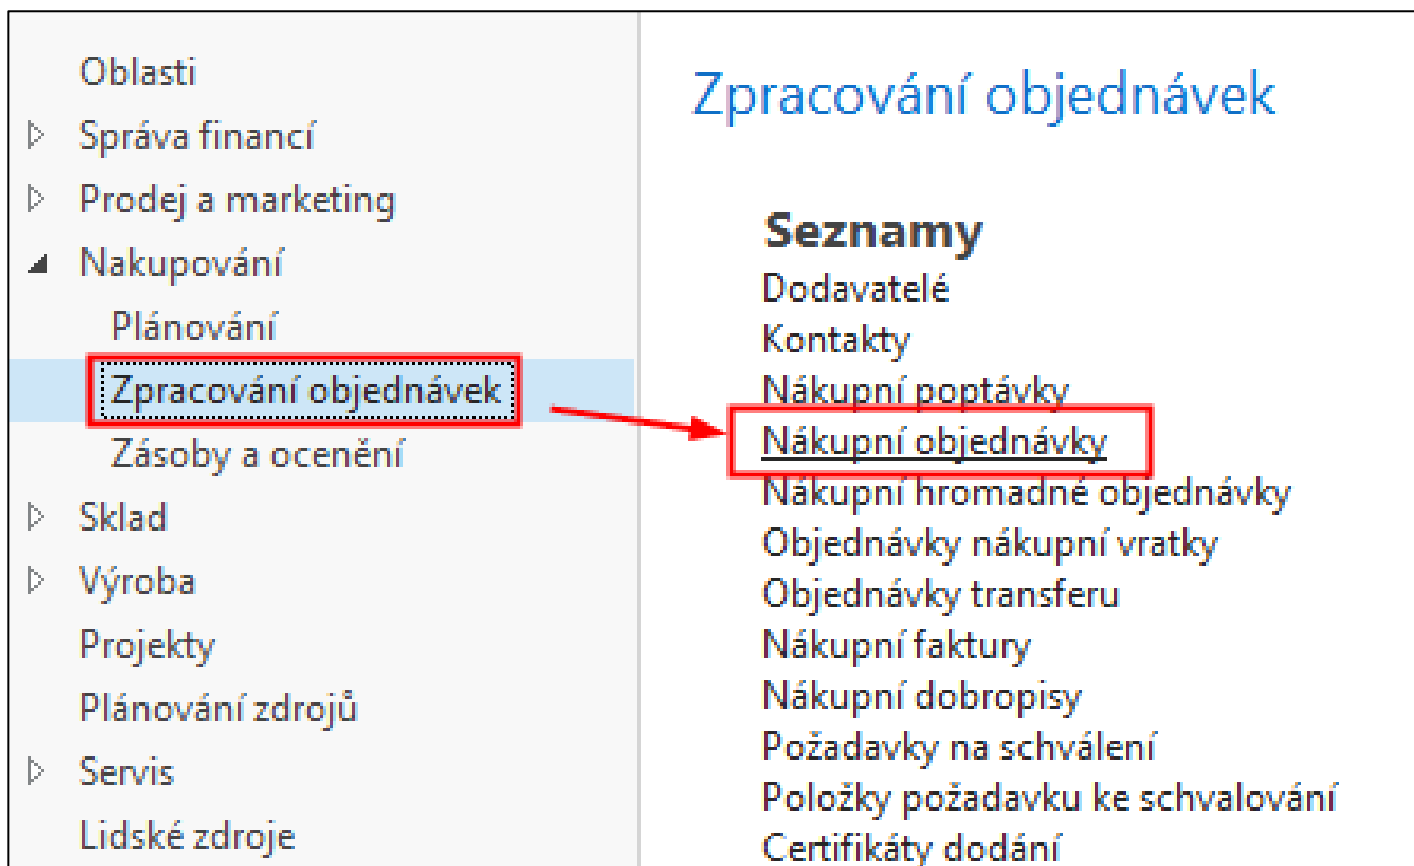 Oblasti
Správa financí
Prodej a marketing
Nakupování
Plánování
Zpracování objednávek
Zásoby a ocenění
Sklad
Výroba
Projekty
Plánování zdrojů
Servis
Lidské zdroje
Zpracování objednávek
Seznamy
Dodavatelé
Kontakty
Nákupní poptávky
Nákupní objednávky
Nákupní hromadné objednávky
Objednávky nákupní vratky
Objednávky transferu
Nákupní faktury
Nákupní dobropisy
Požadavky na schválení
Položky požadavku ke schvalování
Certifikáty dodání